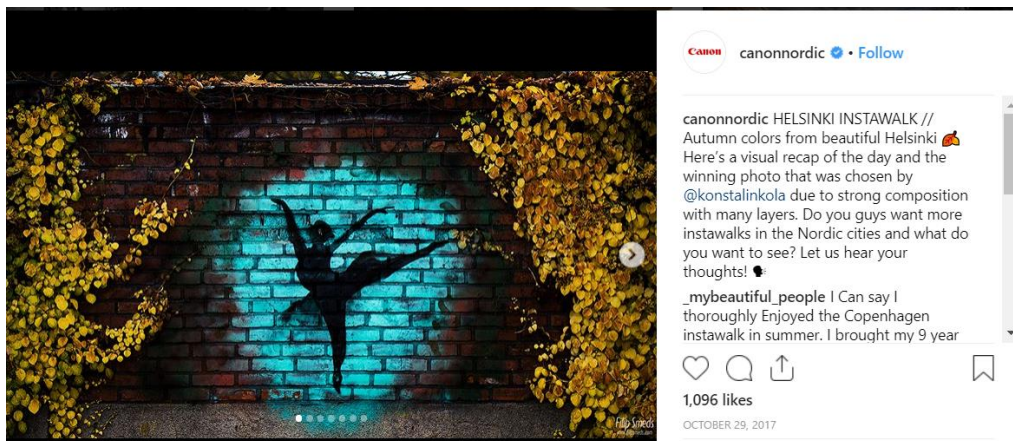 Canon
canonnordic • Follow
canonnordic HELSINKI INSTAWALK //
Autumn colors from beautiful Helsinki 🍂
Here's a visual recap of the day and the
winning photo that was chosen by
@konstalinkola due to strong composition
with many layers. Do you guys want more
instawalks in the Nordic cities and what do
you want to see? Let us hear your
thoughts! 🗣
_mybeautiful_people I Can say I
thoroughly Enjoyed the Copenhagen
instawalk in summer. I brought my 9 year
1,096 likes
OCTOBER 29, 2017
Filip Smeds